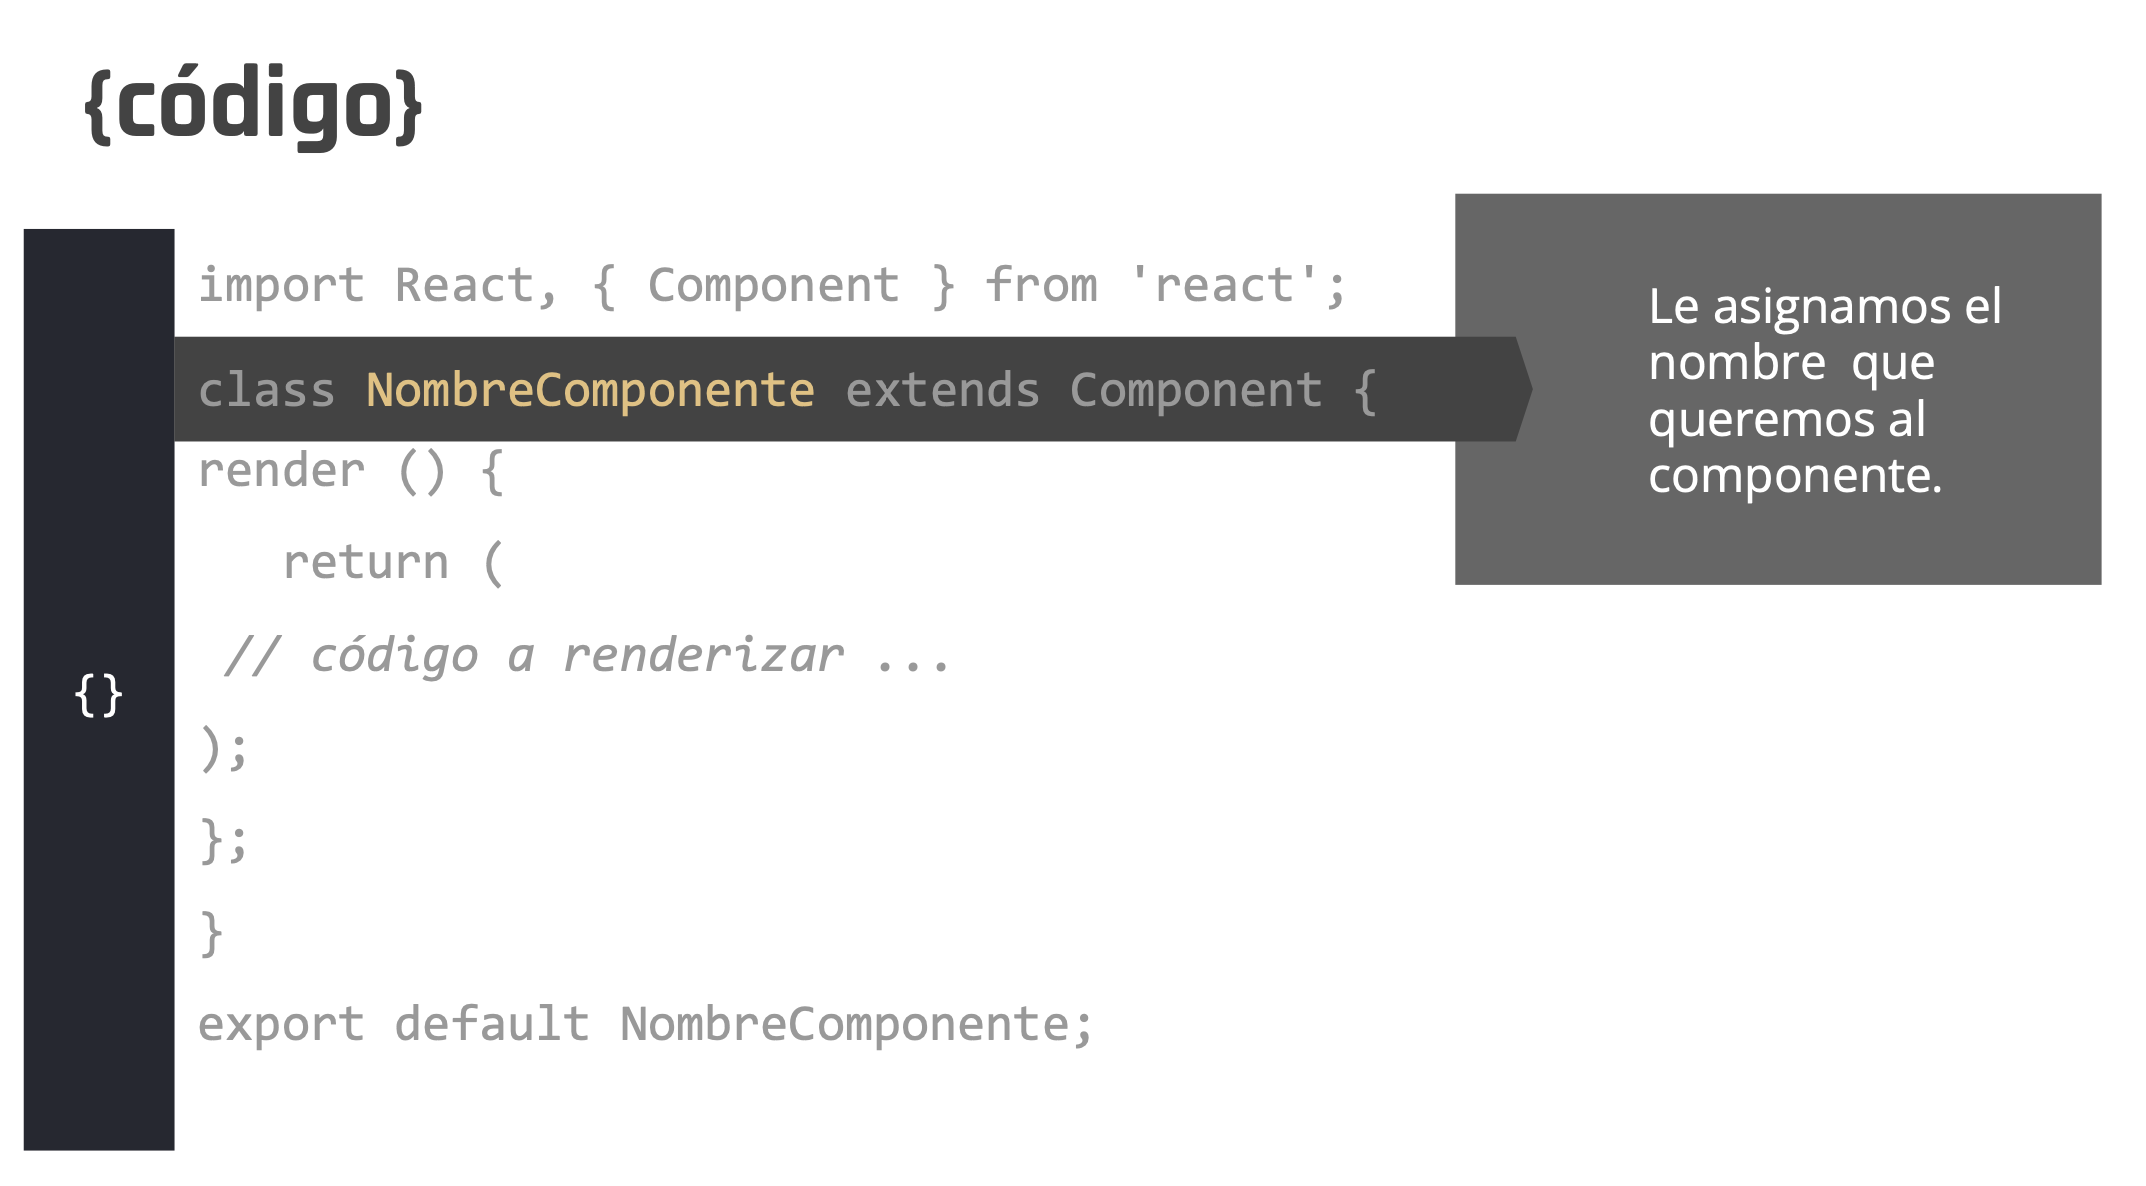 {código}
import React, { Component } from 'react';
class NombreComponente extends Component {
render () {
return (
// código a renderizar ...
);
};
}
export default NombreComponente;
{}
Le asignamos el
nombre  que
queremos al
componente.